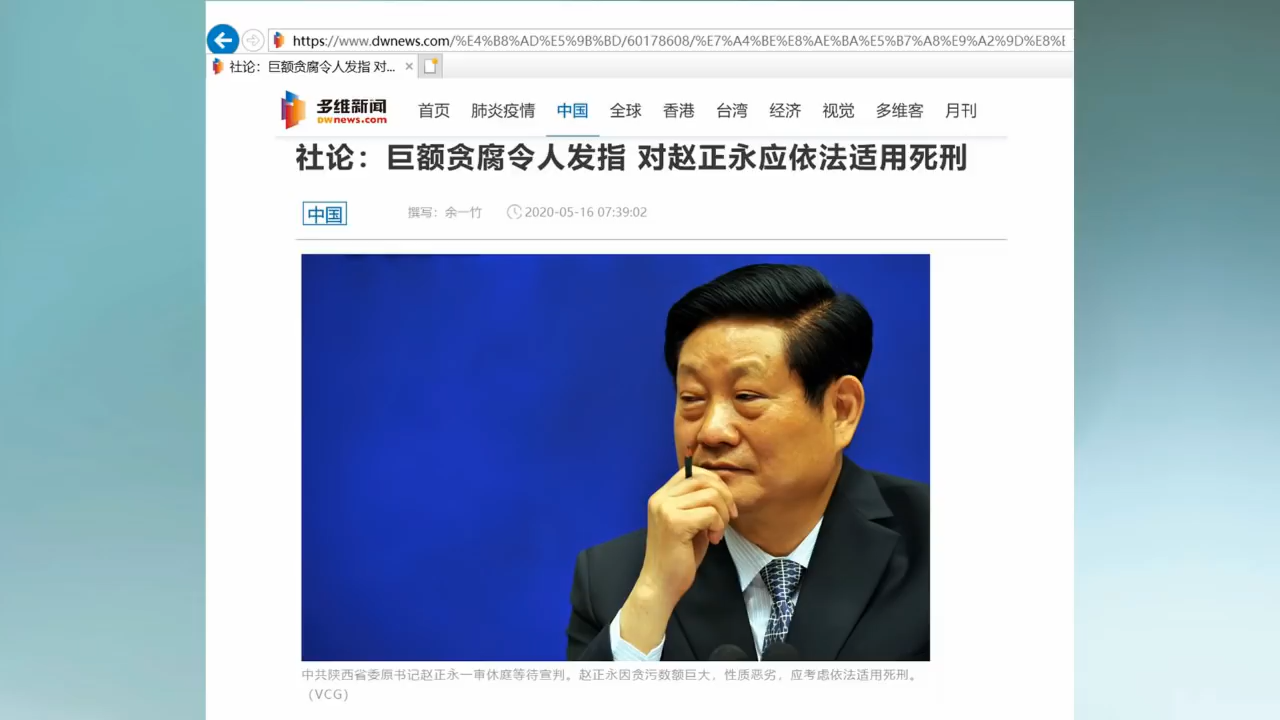 https://www.dwnews.com/%E4%B8%AD%E5%9B%BD/60178608/%E7%A4%BE%E8%AE%BA%E5%B7%A8%E9%A2%9D%E8%B
社论：巨额贪腐令人发指 对... ×
多维新闻
DWnews.com
首页 肺炎疫情 中国 全球 香港 台湾 经济 视觉 多维客 月刊
社论：巨额贪腐令人发指 对赵正永应依法适用死刑
中国 撰写：余一竹 2020-05-16 07:39:02
中共陕西省委原书记赵正永一审休庭等待宣判。赵正永因贪污数额巨大，性质恶劣，应考虑依法适用死刑。
（VCG）